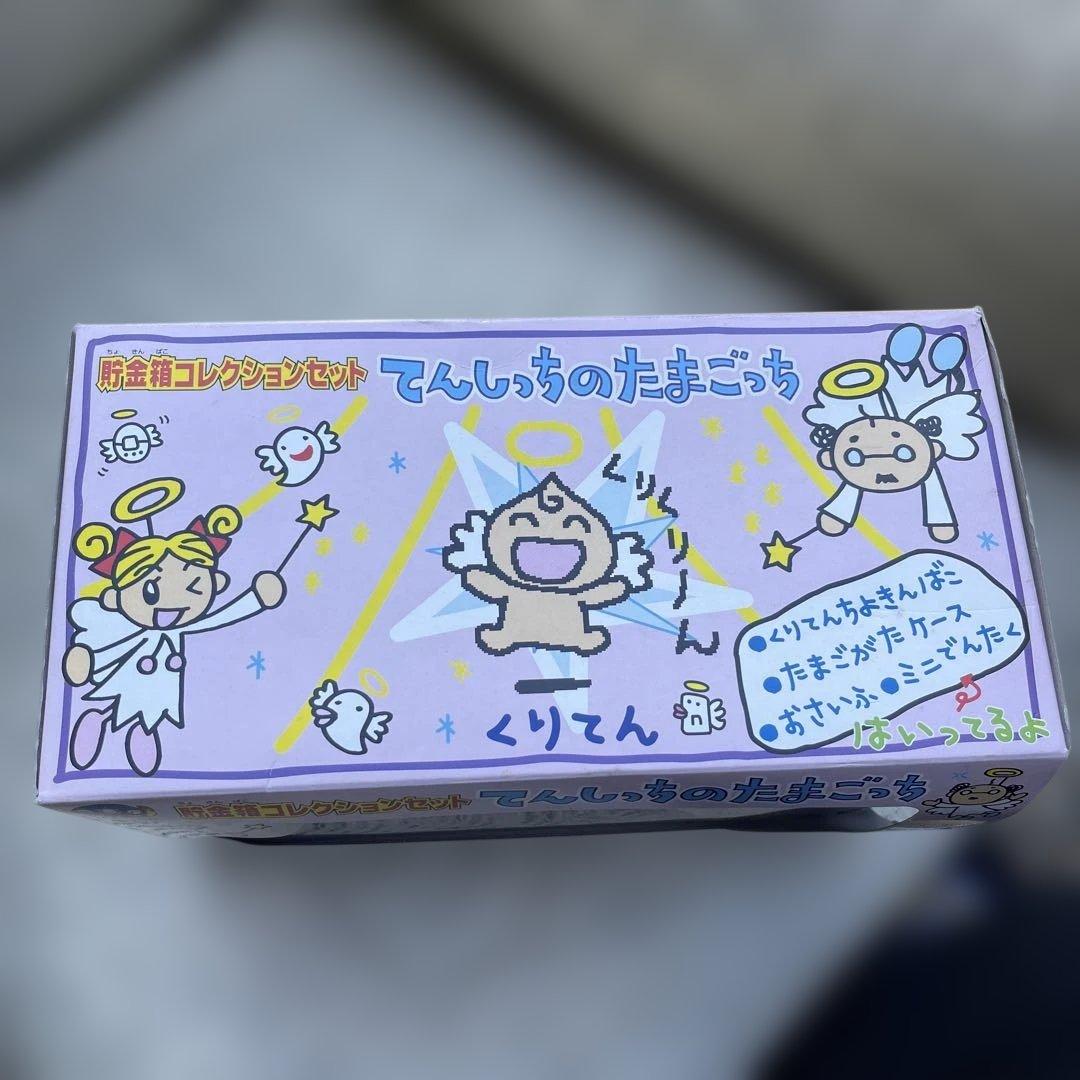 ちょ きん ばこ
貯金箱コレクションセット
てんしっちのたまごっち
くりくりーん
くりてん
●くりてんちょきんばこ
●たまごがたケース
●おさいふ●ミニでんたく
はいってるよ
貯金箱コレクションセット
てんしっちのたまごっち